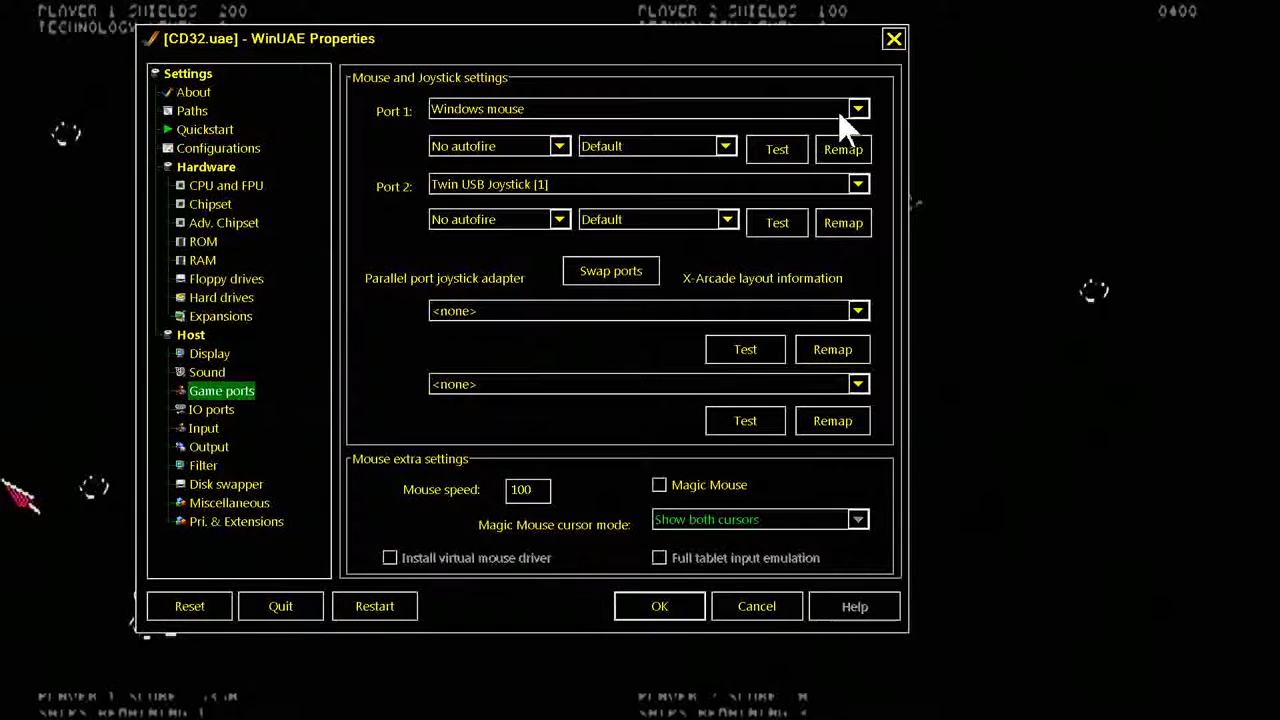 PLAYER 1 SHIELDS 200
PLAYER 2 SHIELDS 100
0400
[CD32.uae] - WinUAE Properties
Settings
About
Paths
Quickstart
Configurations
Hardware
CPU and FPU
Chipset
Adv. Chipset
ROM
RAM
Floppy drives
Hard drives
Expansions
Host
Display
Sound
Game ports
IO ports
Input
Output
Filter
Disk swapper
Miscellaneous
Pri. & Extensions
Mouse and Joystick settings
Port 1: Windows mouse
No autofire Default Test Remap
Port 2: Twin USB Joystick [1]
No autofire Default Test Remap
Parallel port joystick adapter Swap ports X-Arcade layout information
<none>
Test Remap
<none>
Test Remap
Mouse extra settings
Mouse speed: 100 Magic Mouse
Magic Mouse cursor mode: Show both cursors
Install virtual mouse driver Full tablet input emulation
Reset Quit Restart OK Cancel Help
PLAYER 1 SCORE
PLAYER 2 SCORE